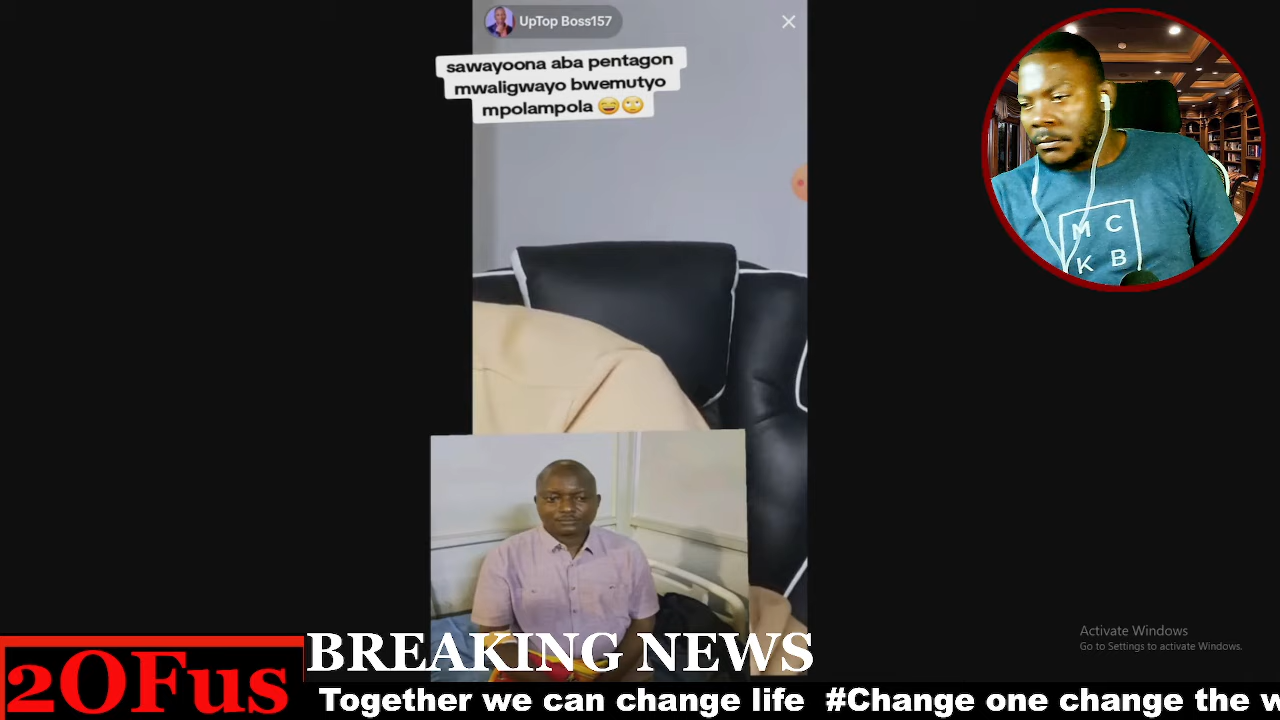 UpTop Boss157
sawayoona aba pentagon
mwaligwayo bwemutyo
mpolampola 😅🙄
M C
K B
Activate Windows
Go to Settings to activate Windows.
BREAKING NEWS
2OFus
Together we can change life #Change one change the w